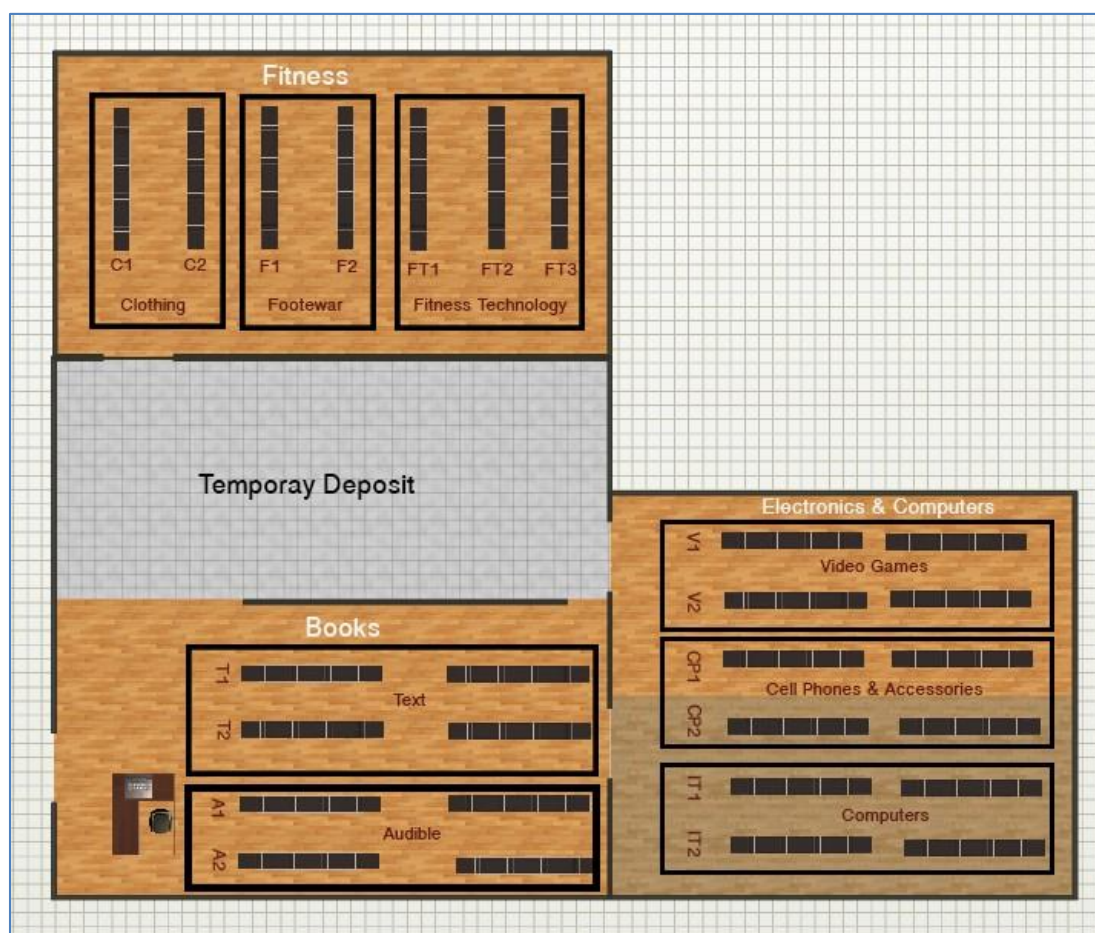 Fitness
C1
C2
F1
F2
FT1
FT2
FT3
Clothing
Footewar
Fitness Technology
Temporay Deposit
Electronics & Computers
V1
Video Games
V2
CP1
Cell Phones & Accessories
CP2
IT1
Computers
IT2
Books
T1
Text
T2
A1
Audible
A2